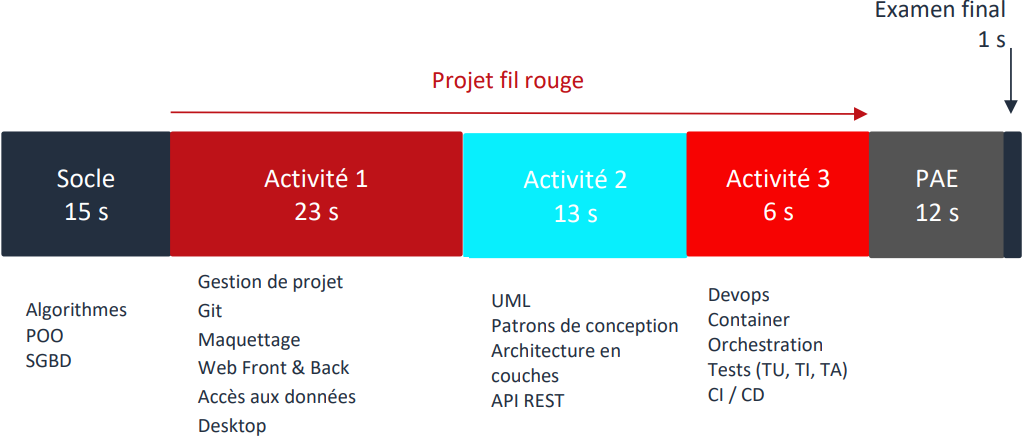 Examen final
1 s
Projet fil rouge
Socle
15 s
Activité 1
23 s
Activité 2
13 s
Activité 3
6 s
PAE
12 s
Algorithmes
POO
SGBD
Gestion de projet
Git
Maquettage
Web Front & Back
Accès aux données
Desktop
UML
Patrons de conception
Architecture en
couches
API REST
Devops
Container
Orchestration
Tests (TU, TI, TA)
CI / CD